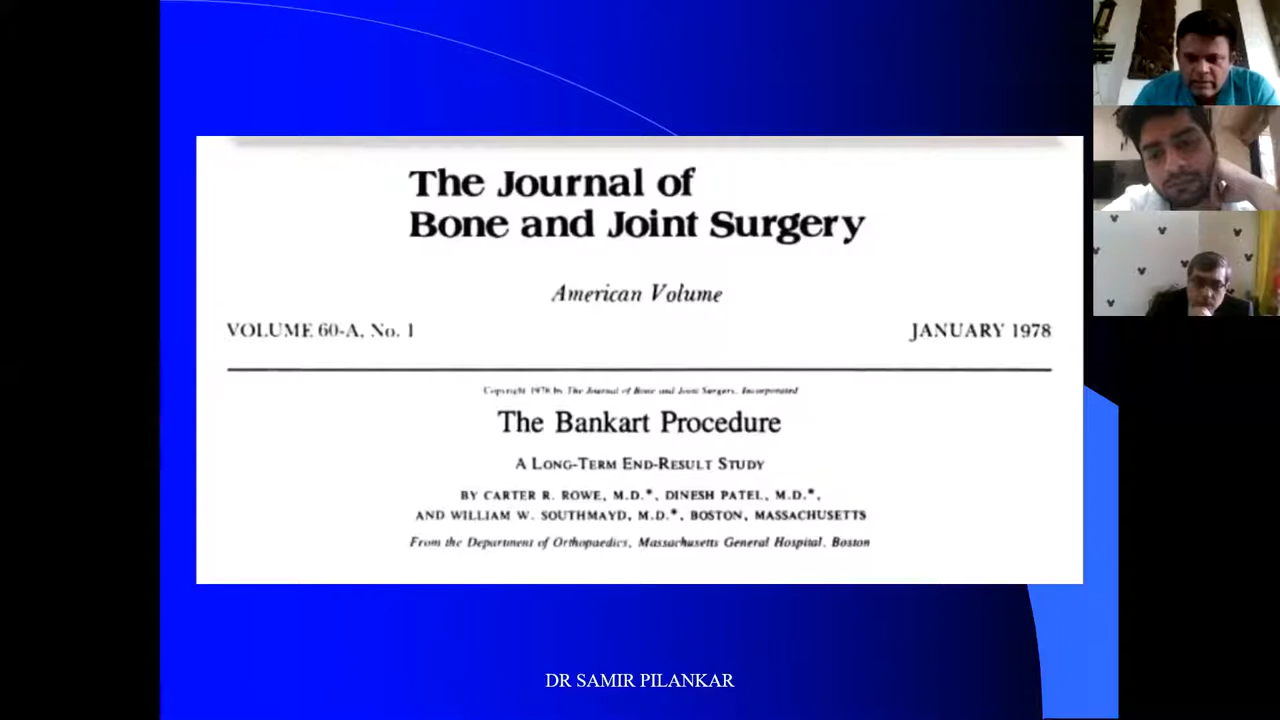 The Journal of
Bone and Joint Surgery
American Volume
VOLUME 60-A, No. 1
JANUARY 1978
Copyright 1978 by The Journal of Bone and Joint Surgery, Incorporated
The Bankart Procedure
A LONG-TERM END-RESULT STUDY
BY CARTER R. ROWE, M.D.*, DINESH PATEL, M.D.*,
AND WILLIAM W. SOUTHMAYD, M.D.*, BOSTON, MASSACHUSETTS
From the Department of Orthopaedics, Massachusetts General Hospital, Boston
DR SAMIR PILANKAR